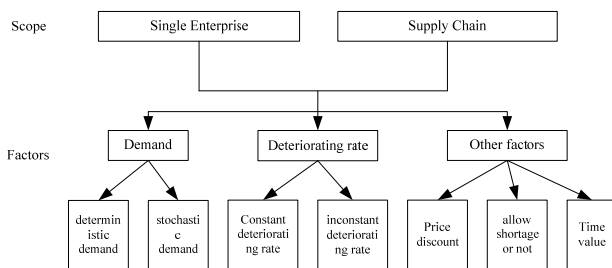 Scope
Single Enterprise
Supply Chain
Factors
Demand
Deteriorating rate
Other factors
determin
istic
demand
stochasti
c
demand
Constant
deteriorati
ng rate
inconstant
deteriorati
ng rate
Price
discount
allow
shortage
or not
Time
value